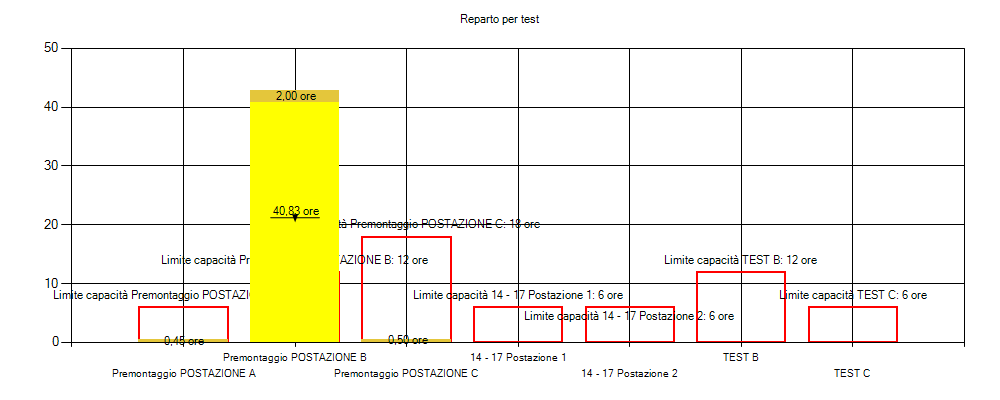 Reparto per test
50
40
30
20
10
0
2,00 ore
40,83 ore
tà Premontaggio POSTAZIONE C: 18 ore
Limite capacità Pr
AZIONE B: 12 ore
Limite capacità TEST B: 12 ore
Limite capacità Premontaggio POSTAZI
Limite capacità 14 - 17 Postazione 1: 6 ore
Limite capacità TEST C: 6 ore
Limite capacità 14 - 17 Postazione 2: 6 ore
0,45 ore
0,50 ore
Premontaggio POSTAZIONE B
14 - 17 Postazione 1
TEST B
Premontaggio POSTAZIONE A
Premontaggio POSTAZIONE C
14 - 17 Postazione 2
TEST C